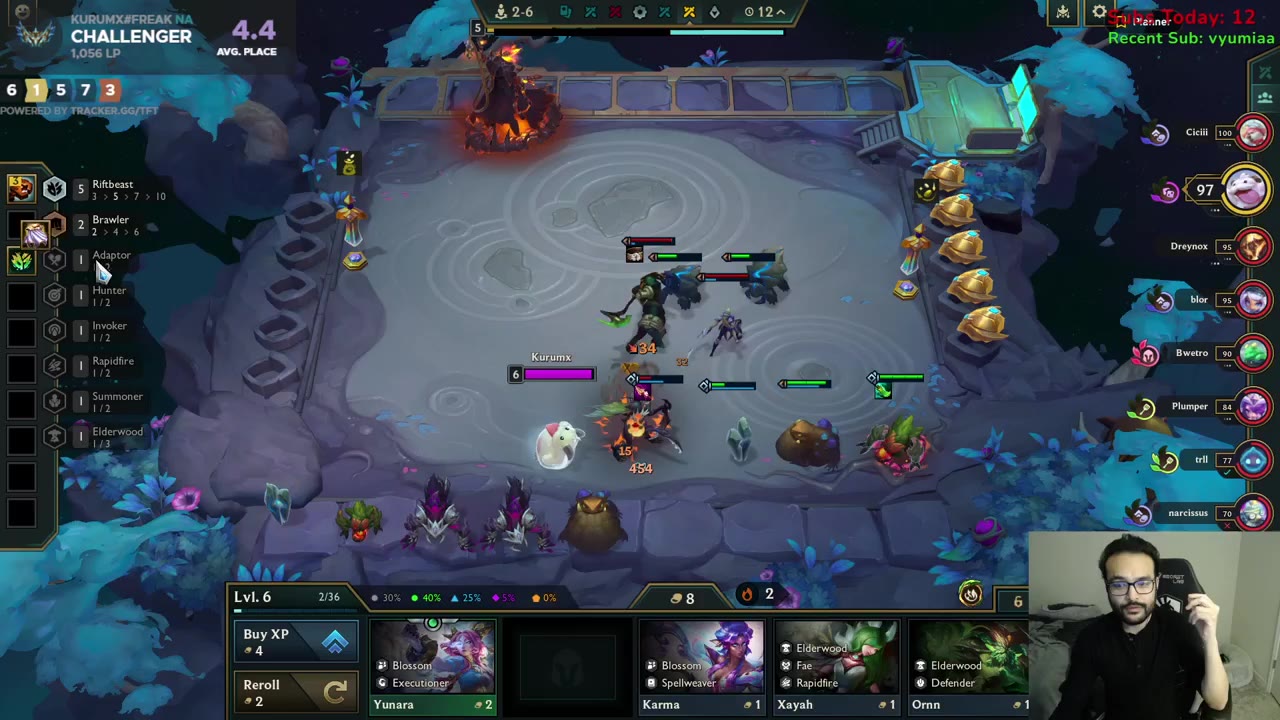 KURUMX#FREAK NA
CHALLENGER
1,056 LP
4.4
AVG. PLACE
6 1 5 7 3
POWERED BY TRACKER.GG/TFT
2-6
12
5
Planner
Subs Today: 12
Recent Sub: vyumiaa
5 Riftbeast
3 > 5 > 7 > 10
2 Brawler
2 > 4 > 6
1 Adaptor
1 Hunter
1 / 2
1 Invoker
1 / 2
1 Rapidfire
1 / 2
1 Summoner
1 / 2
1 Elderwood
1 / 3
Ciciii 100
97
Dreynox 95
blor 95
Bwetro 90
Plumper 84
trll 77
narcissus 70
34
32
Kurumx
6
15
454
Lvl. 6
2/36
30% 40% 25% 5% 0%
8
2
6
Buy XP
4
Reroll
2
Blossom
Executioner
Yunara 2
Blossom
Spellweaver
Karma 1
Elderwood
Fae
Rapidfire
Xayah 1
Elderwood
Defender
Ornn 1